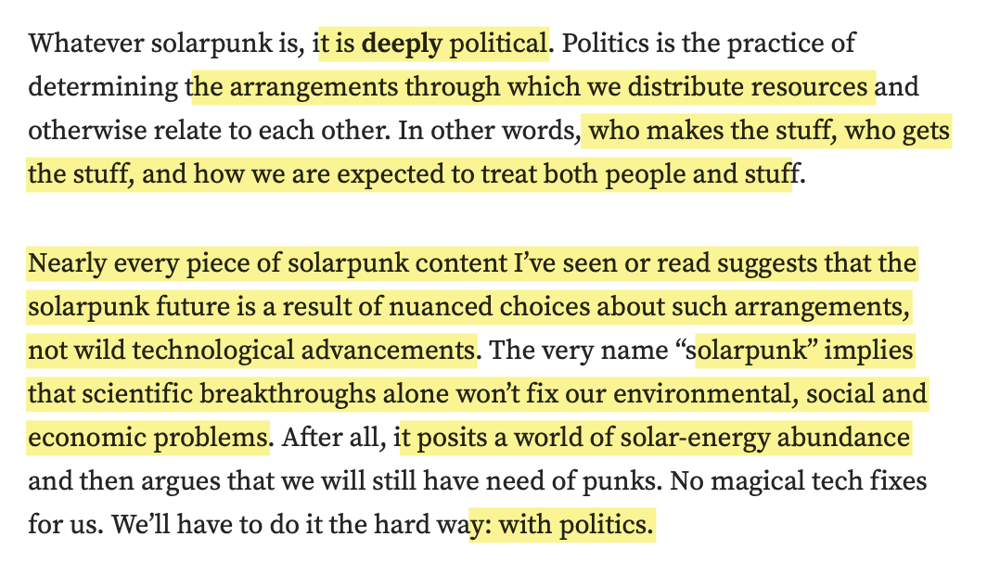 Whatever solarpunk is, it is deeply political. Politics is the practice of
determining the arrangements through which we distribute resources and
otherwise relate to each other. In other words, who makes the stuff, who gets
the stuff, and how we are expected to treat both people and stuff.
Nearly every piece of solarpunk content I’ve seen or read suggests that the
solarpunk future is a result of nuanced choices about such arrangements,
not wild technological advancements. The very name “solarpunk” implies
that scientific breakthroughs alone won’t fix our environmental, social and
economic problems. After all, it posits a world of solar-energy abundance
and then argues that we will still have need of punks. No magical tech fixes
for us. We’ll have to do it the hard way: with politics.